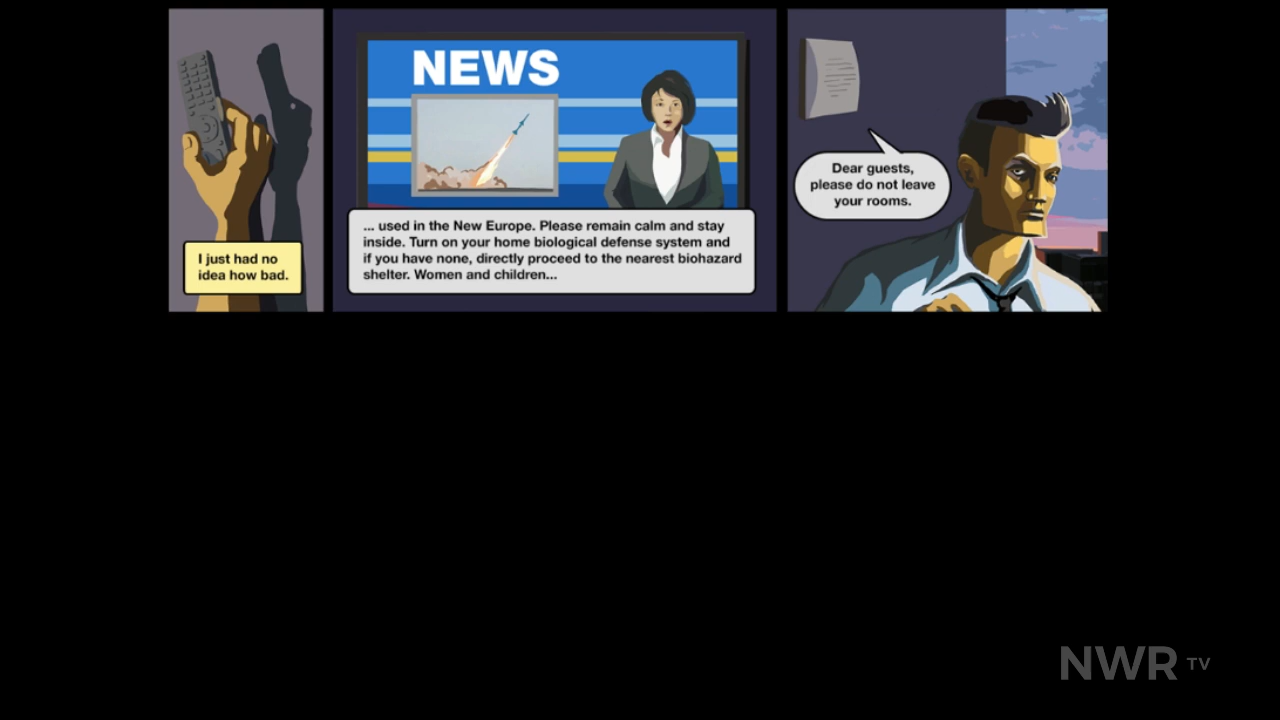 I just had no
idea how bad.
NEWS
... used in the New Europe. Please remain calm and stay
inside. Turn on your home biological defense system and
if you have none, directly proceed to the nearest biohazard
shelter. Women and children...
Dear guests,
please do not leave
your rooms.
NWR TV